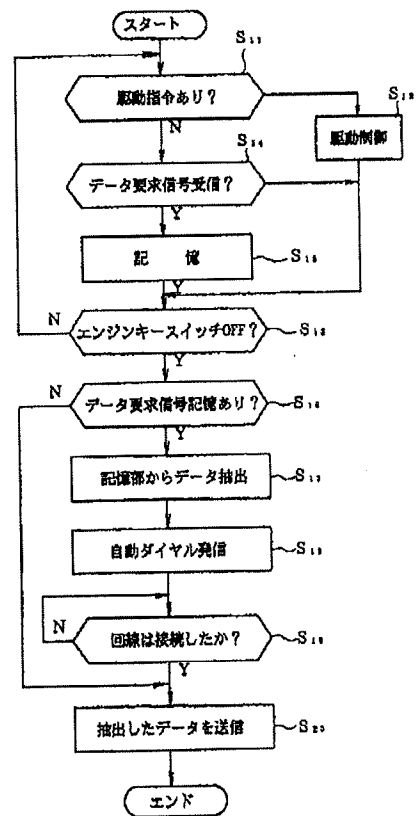 スタート
S₁₁
駆動指令あり?
S₁₂
N
駆動制御
S₁₄
データ要求信号受信?
Y
記 憶
Y
N
エンジンキースイッチOFF?
Y
N
データ要求信号記憶あり?
Y
記憶部からデータ抽出
自動ダイヤル発信
N
回線は接続したか?
Y
抽出したデータを送信
エンド